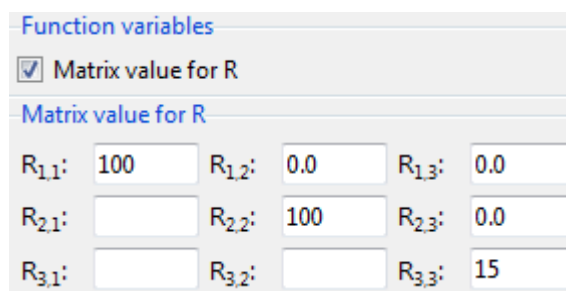 Function variables
Matrix value for R
Matrix value for R
R1,1: 100 R1,2: 0.0 R1,3: 0.0
R2,1: R2,2: 100 R2,3: 0.0
R3,1: R3,2: R3,3: 15